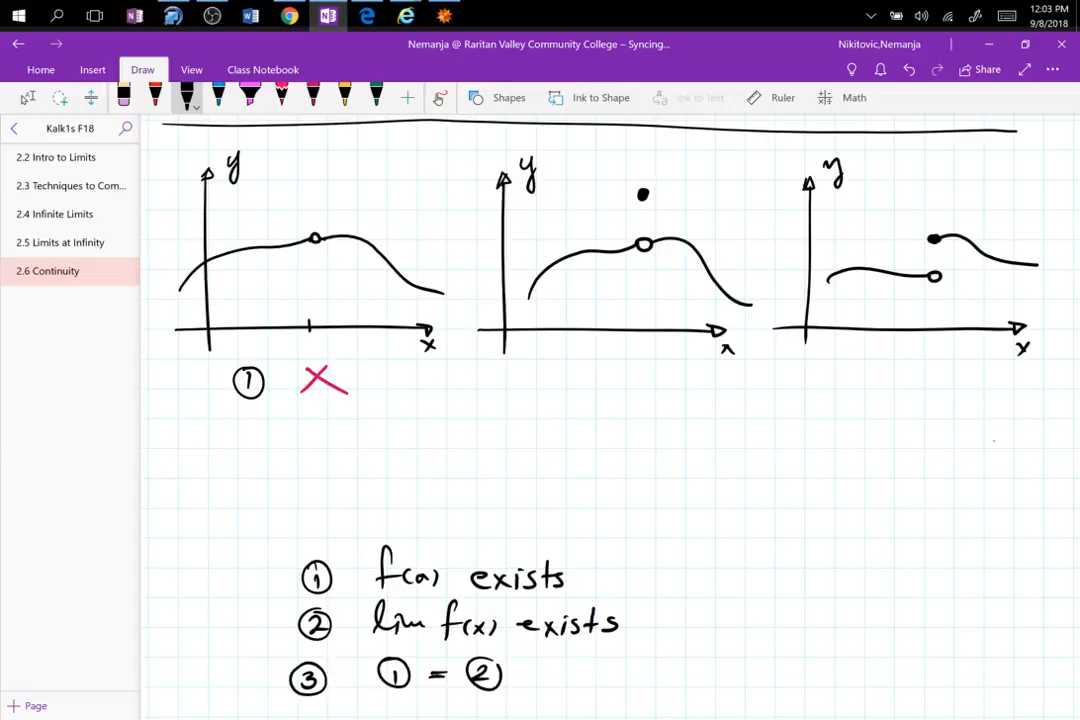 12:03 PM
9/8/2018
Nemanja @ Raritan Valley Community College – Syncing...
Nikitovic,Nemanja
Home Insert Draw View Class Notebook
Share
Shapes Ink to Shape Ink to Text Ruler Math
Kalk1s F18
2.2 Intro to Limits
2.3 Techniques to Com...
2.4 Infinite Limits
2.5 Limits at Infinity
2.6 Continuity
y y y
x x x
① X
① f(a) exists
② lim f(x) exists
③ ① = ②
+ Page